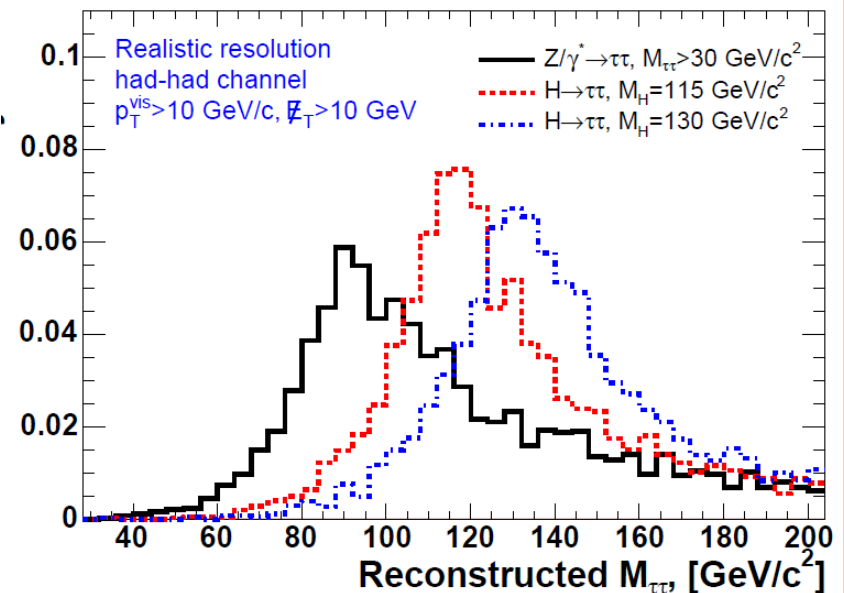 Realistic resolution
had-had channel
p_T^vis>10 GeV/c, E̸_T>10 GeV
Z/γ*→ττ, M_ττ>30 GeV/c²
H→ττ, M_H=115 GeV/c²
H→ττ, M_H=130 GeV/c²
0.1
0.08
0.06
0.04
0.02
0
40 60 80 100 120 140 160 180 200
Reconstructed M_ττ, [GeV/c²]